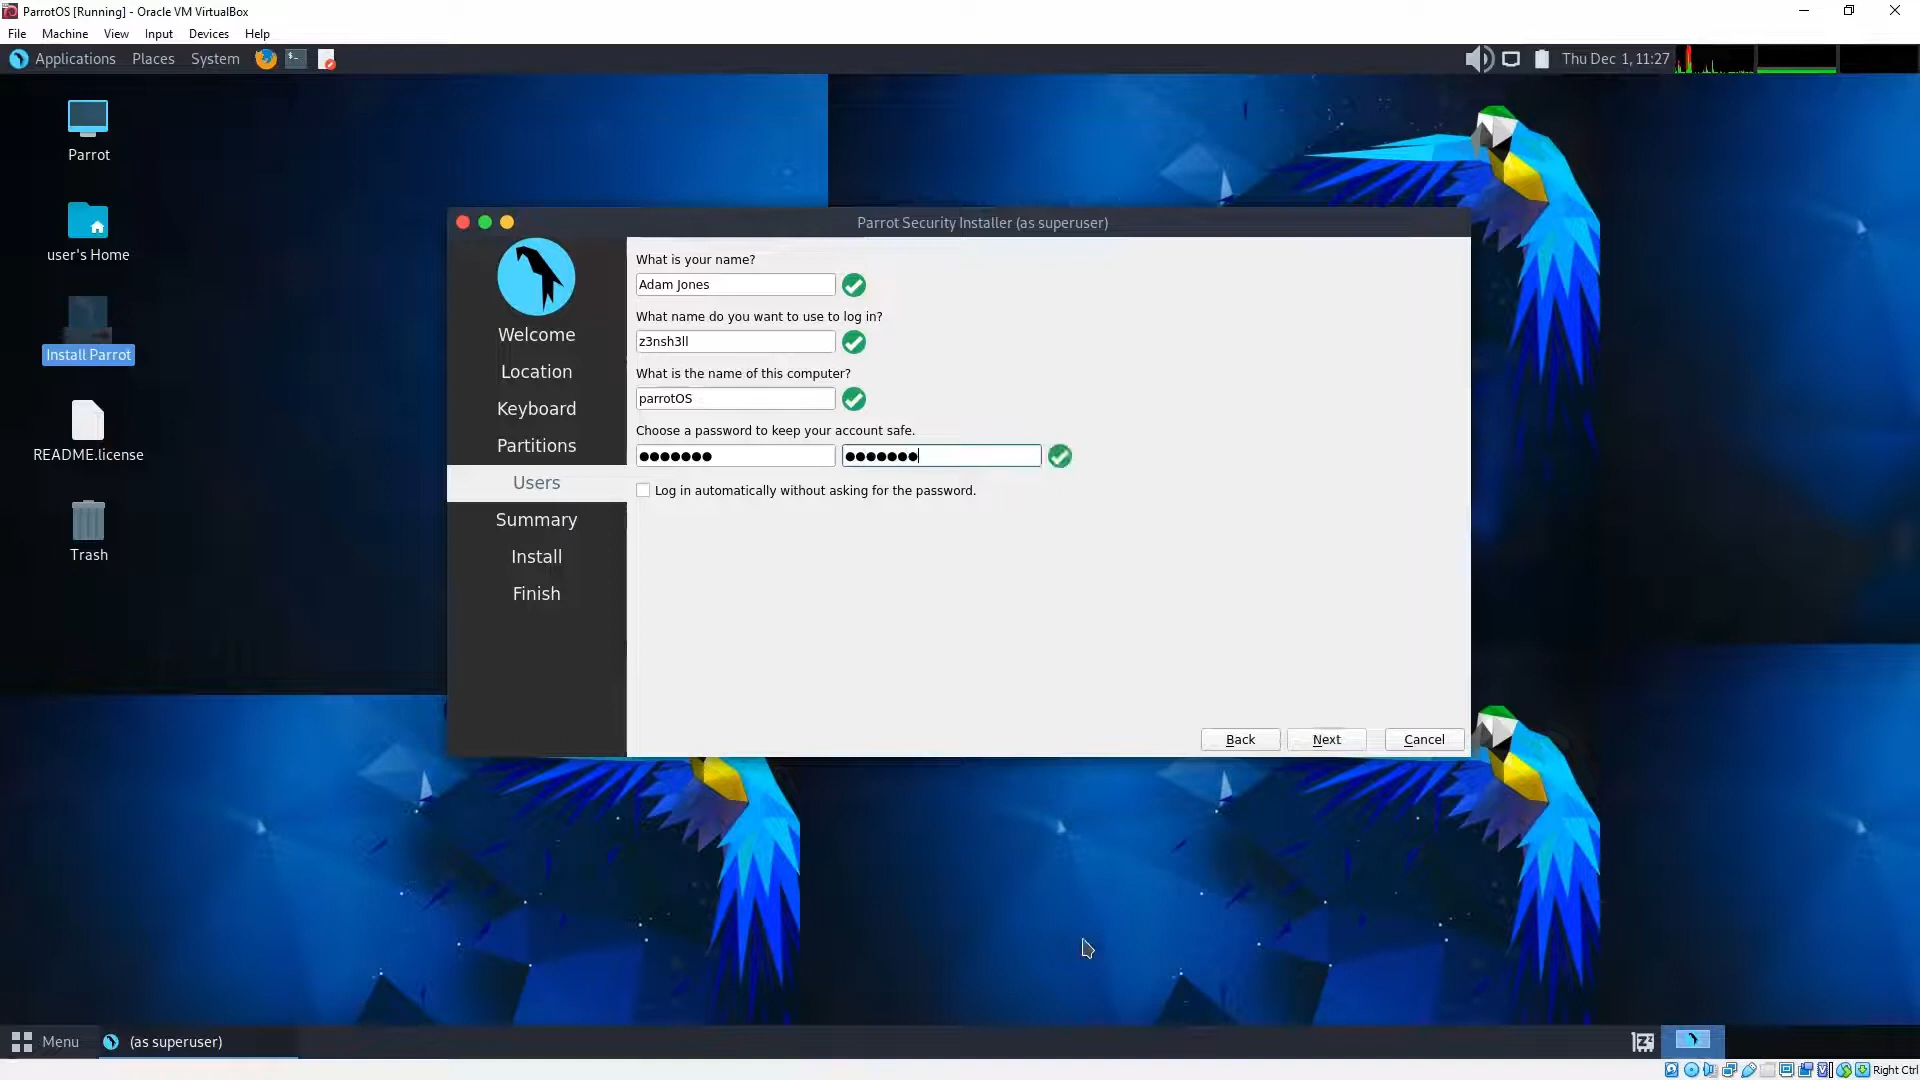 ParrotOS [Running] - Oracle VM VirtualBox
File Machine View Input Devices Help
Applications Places System
Thu Dec 1, 11:27
Parrot
user's Home
Install Parrot
README.license
Trash
Parrot Security Installer (as superuser)
Welcome
Location
Keyboard
Partitions
Users
Summary
Install
Finish
What is your name?
Adam Jones
What name do you want to use to log in?
z3nsh3ll
What is the name of this computer?
parrotOS
Choose a password to keep your account safe.
●●●●●●● ●●●●●●●
Log in automatically without asking for the password.
Back Next Cancel
Menu (as superuser)
Right Ctrl